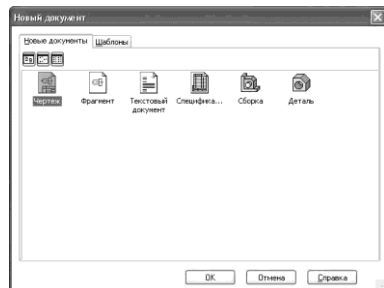 Новый документ
Новые документы Шаблоны
Чертеж Фрагмент Текстовый документ Специфика... Сборка Деталь
OK Отмена Справка